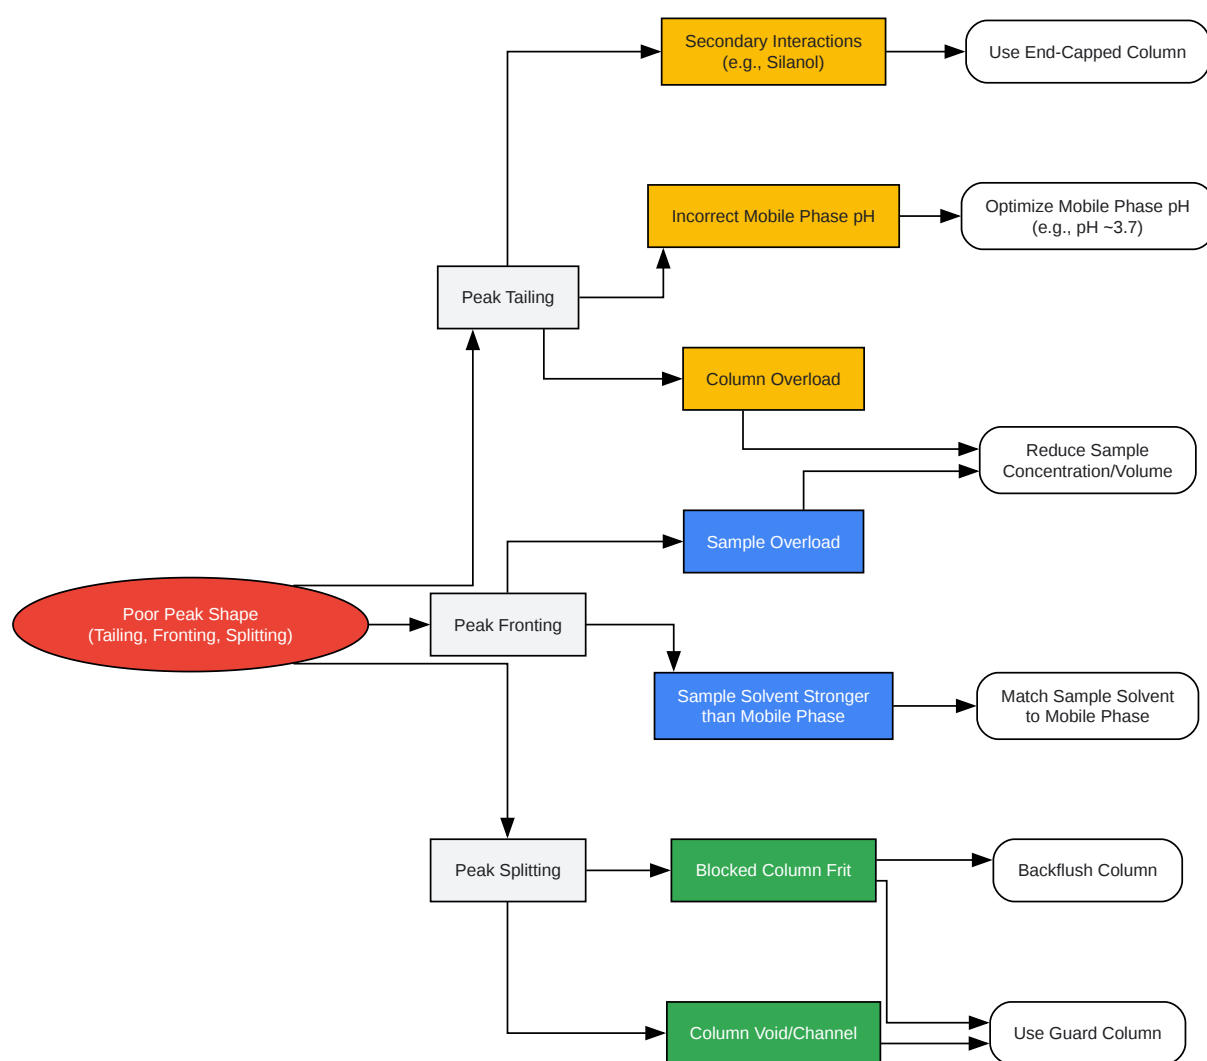 Secondary Interactions
(e.g., Silanol)
Use End-Capped Column
Incorrect Mobile Phase pH
Optimize Mobile Phase pH
(e.g., pH ~3.7)
Peak Tailing
Column Overload
Reduce Sample
Concentration/Volume
Sample Overload
Poor Peak Shape
(Tailing, Fronting, Splitting)
Peak Fronting
Sample Solvent Stronger
than Mobile Phase
Match Sample Solvent
to Mobile Phase
Peak Splitting
Blocked Column Frit
Backflush Column
Column Void/Channel
Use Guard Column